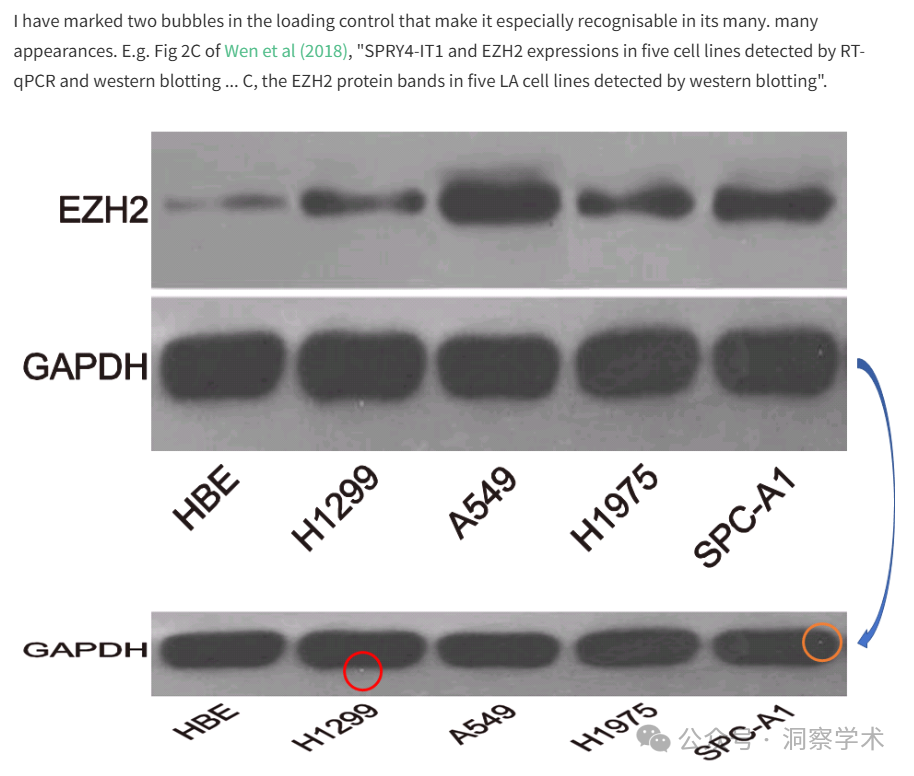 I have marked two bubbles in the loading control that make it especially recognisable in its many. many
appearances. E.g. Fig 2C of Wen et al (2018), "SPRY4-IT1 and EZH2 expressions in five cell lines detected by RT-
qPCR and western blotting ... C, the EZH2 protein bands in five LA cell lines detected by western blotting".
EZH2
GAPDH
HBE
H1299
A549
H1975
SPC-A1
GAPDH
HBE
H1299
A549
H1975
SPC-A1
公众号 · 洞察学术